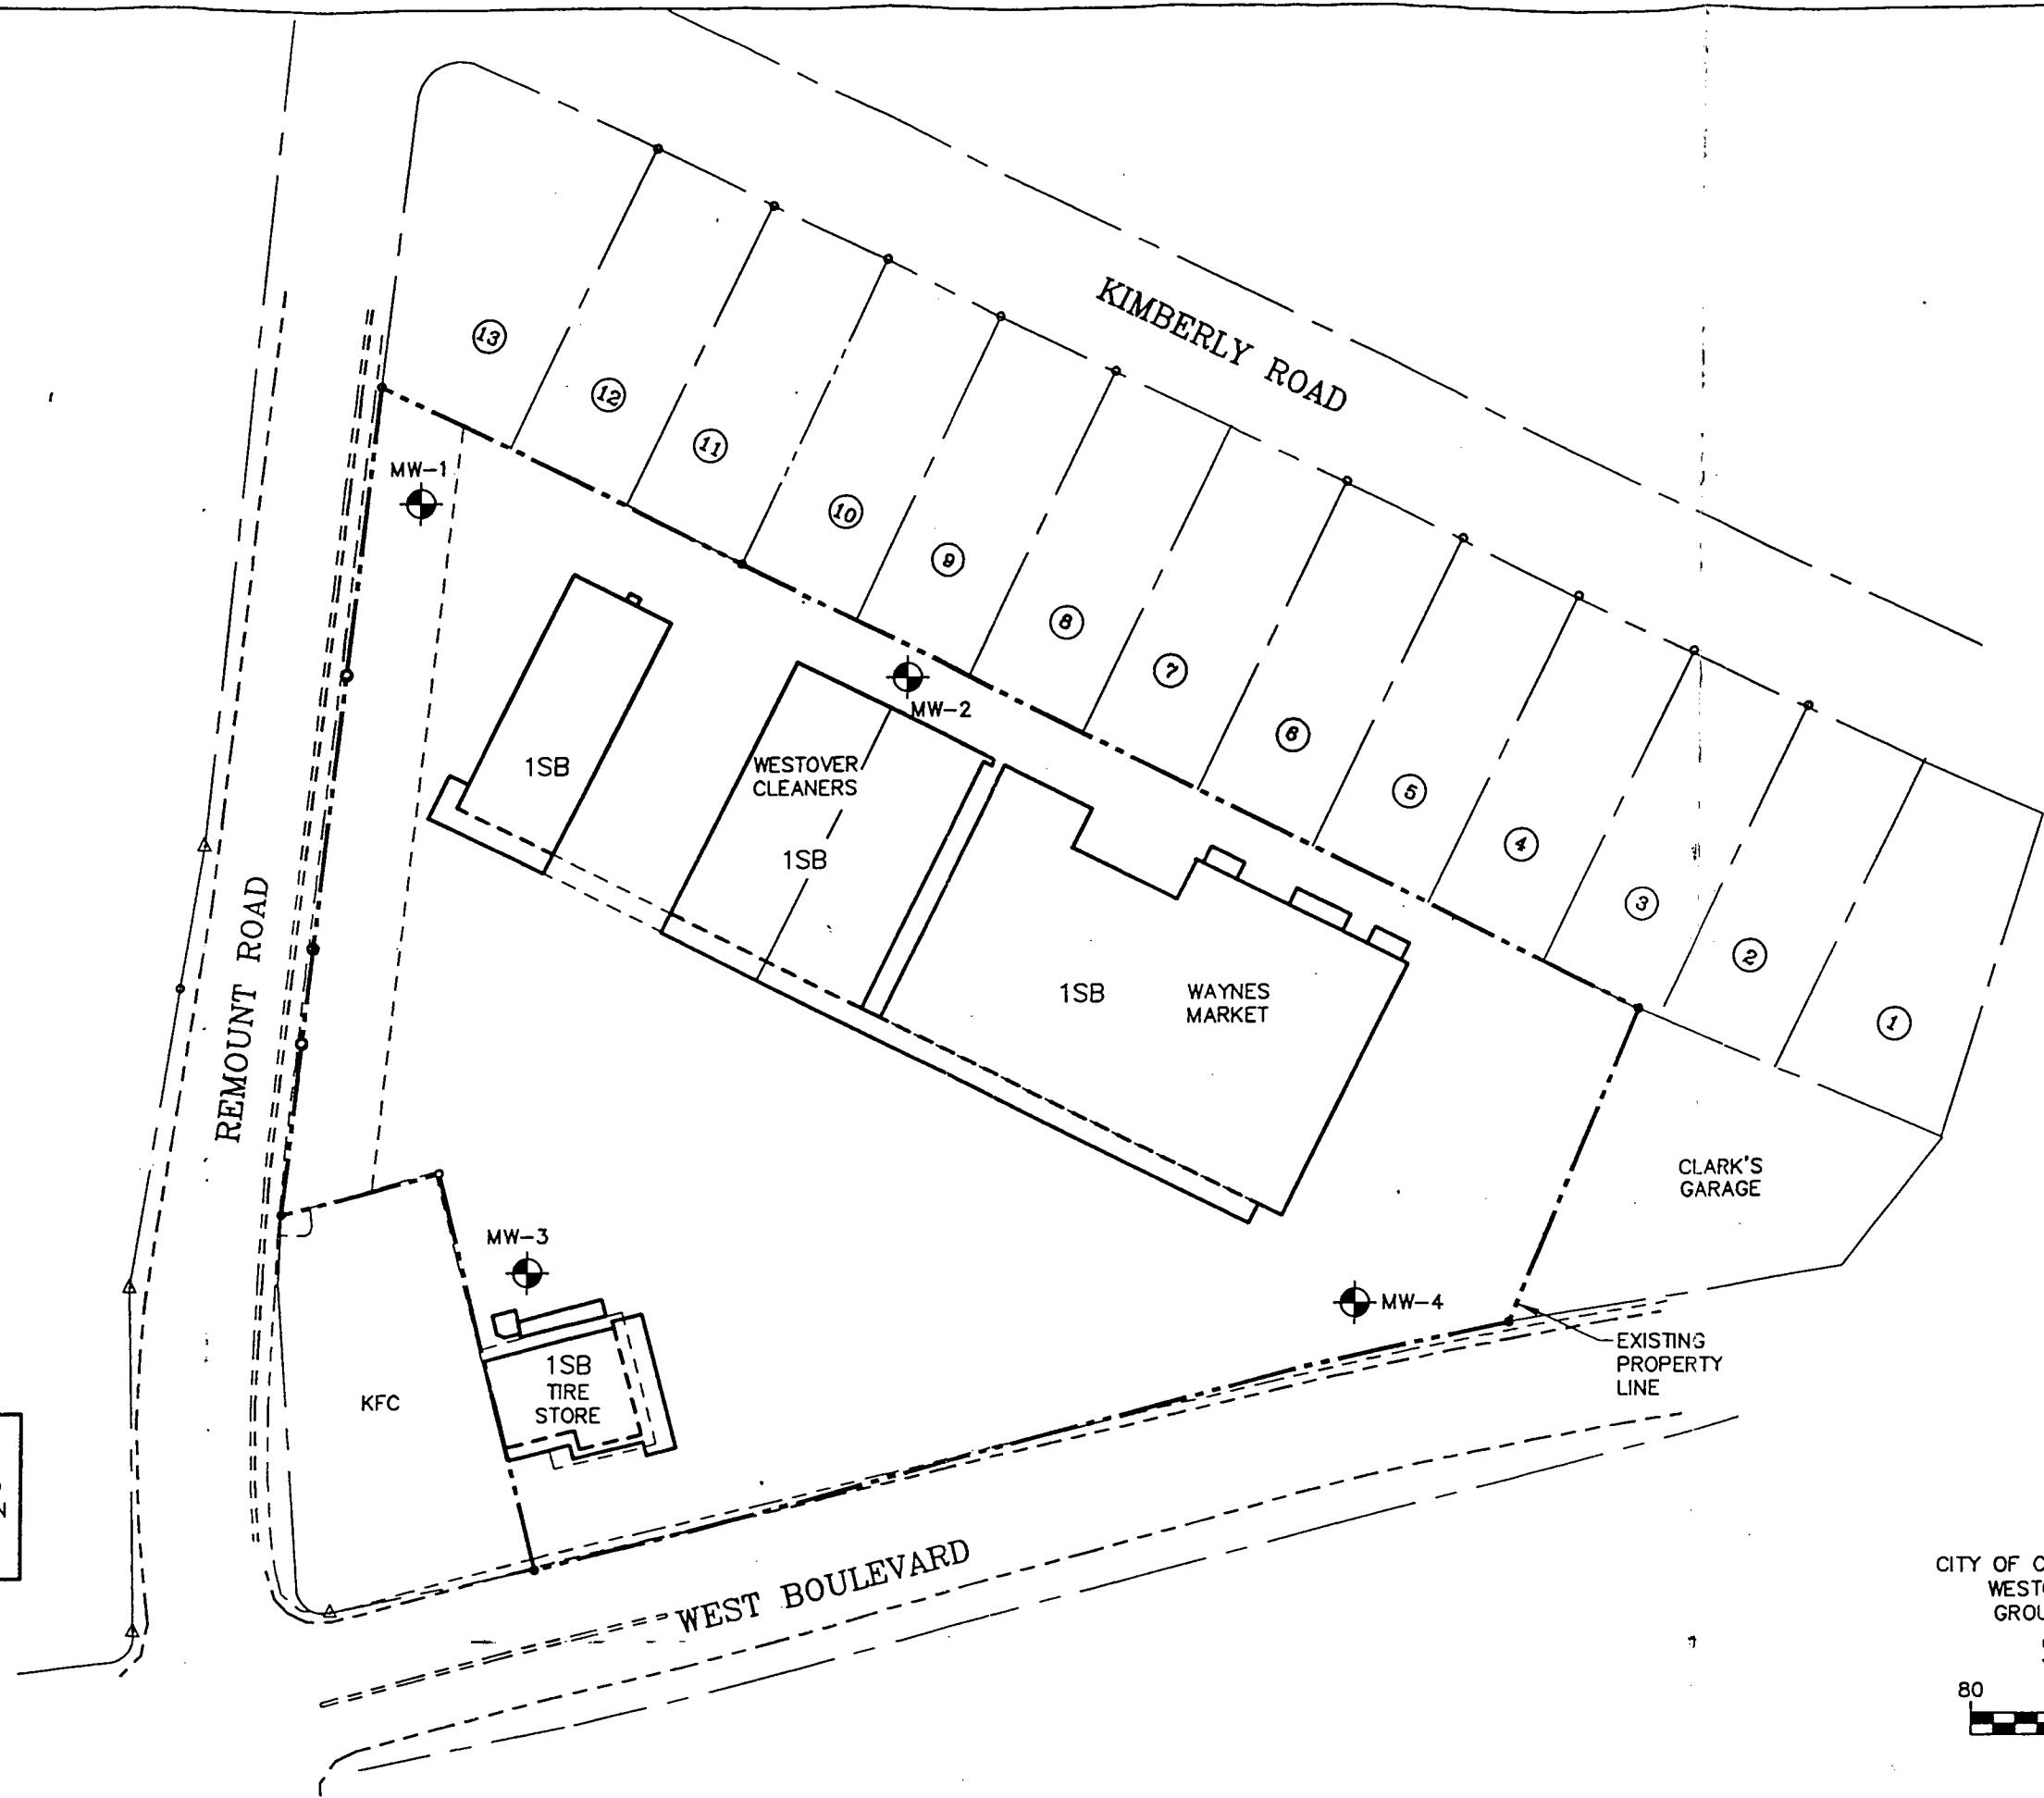 KIMBERLY ROAD
13
12
11
10
9
8
7
6
5
4
3
2
1
MW-1
MW-2
1SB
WESTOVER
CLEANERS
1SB
1SB
WAYNES
MARKET
REMOUNT ROAD
CLARK'S
GARAGE
MW-3
MW-4
EXISTING
PROPERTY
LINE
1SB
TIRE
STORE
KFC
WEST BOULEVARD
N
CITY OF C
WEST
GROU
80